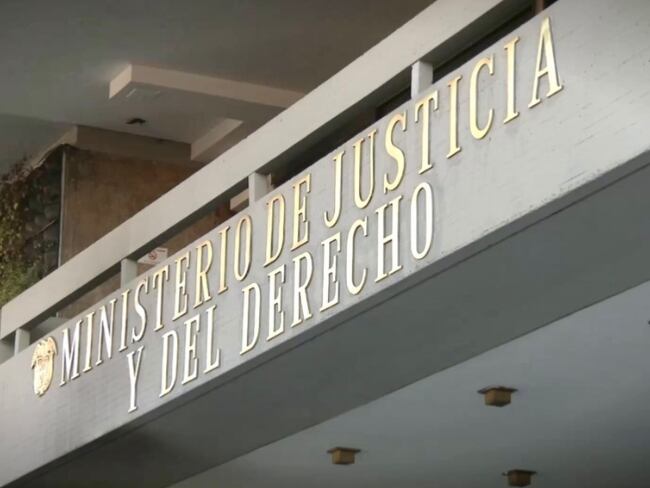 MINISTERIO DE JUSTICIA
Y DEL DERECHO